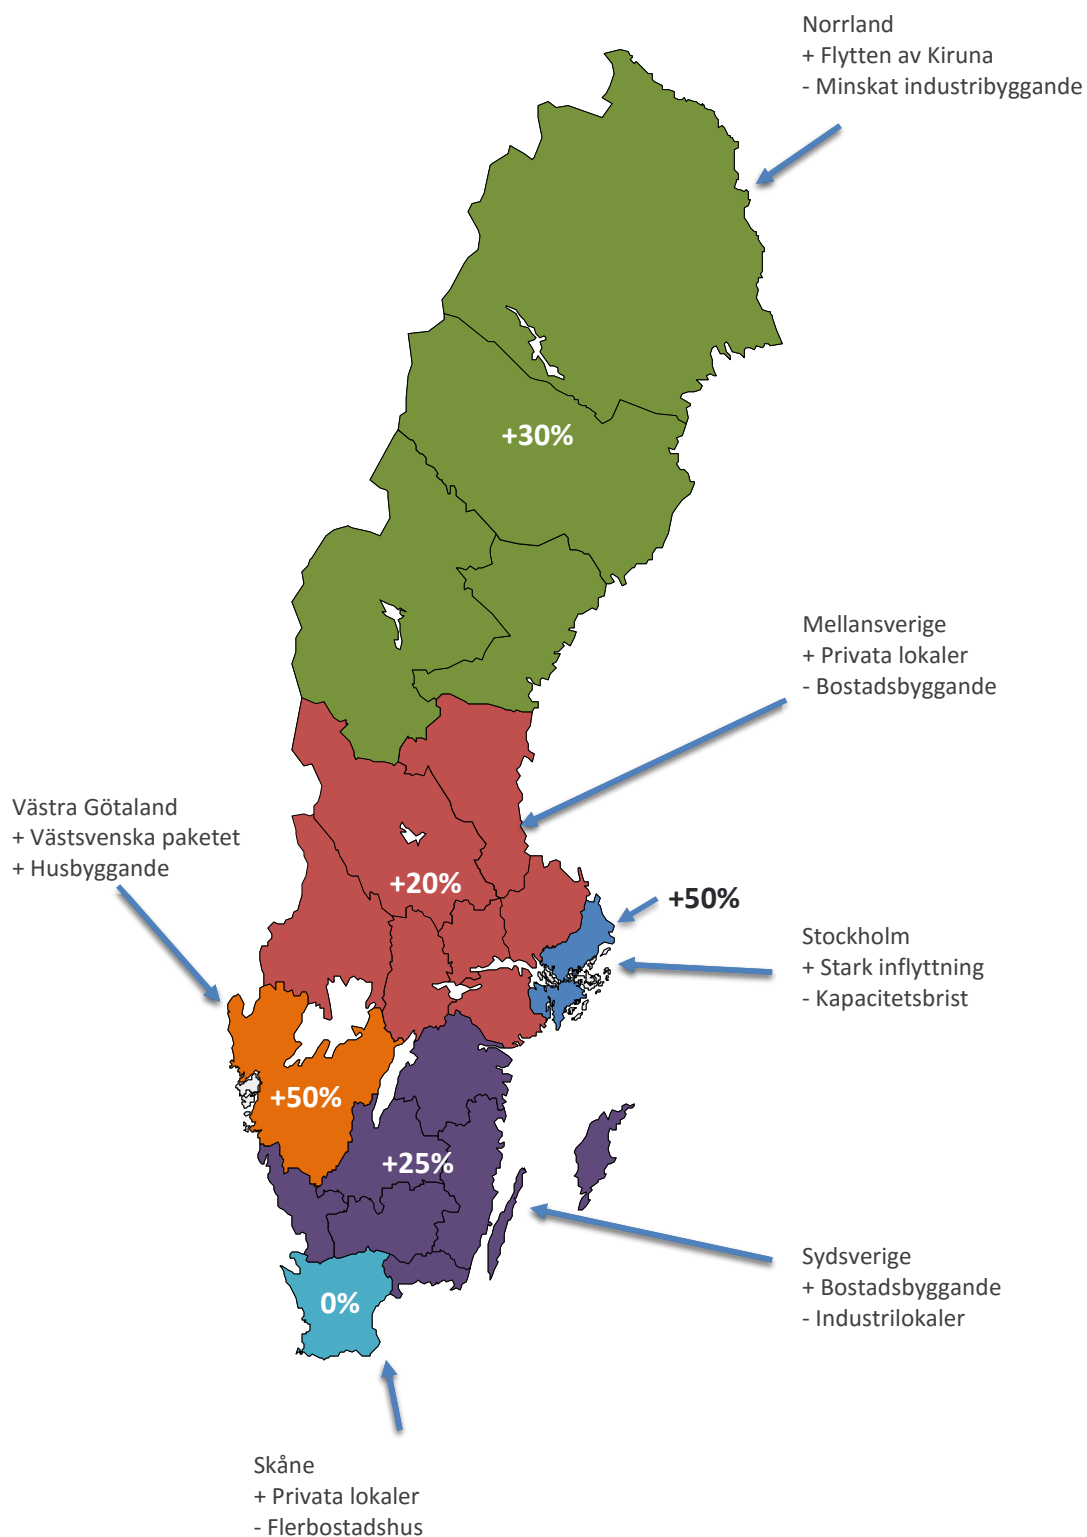 Norrland
+ Flytten av Kiruna
- Minskat industribyggande
+30%
Mellansverige
+ Privata lokaler
- Bostadsbyggande
Västra Götaland
+ Västsvenska paketet
+ Husbyggande
+20%
+50%
Stockholm
+ Stark inflyttning
- Kapacitetsbrist
+50%
+25%
Sydsverige
+ Bostadsbyggande
- Industrilokaler
0%
Skåne
+ Privata lokaler
- Flerbostadshus